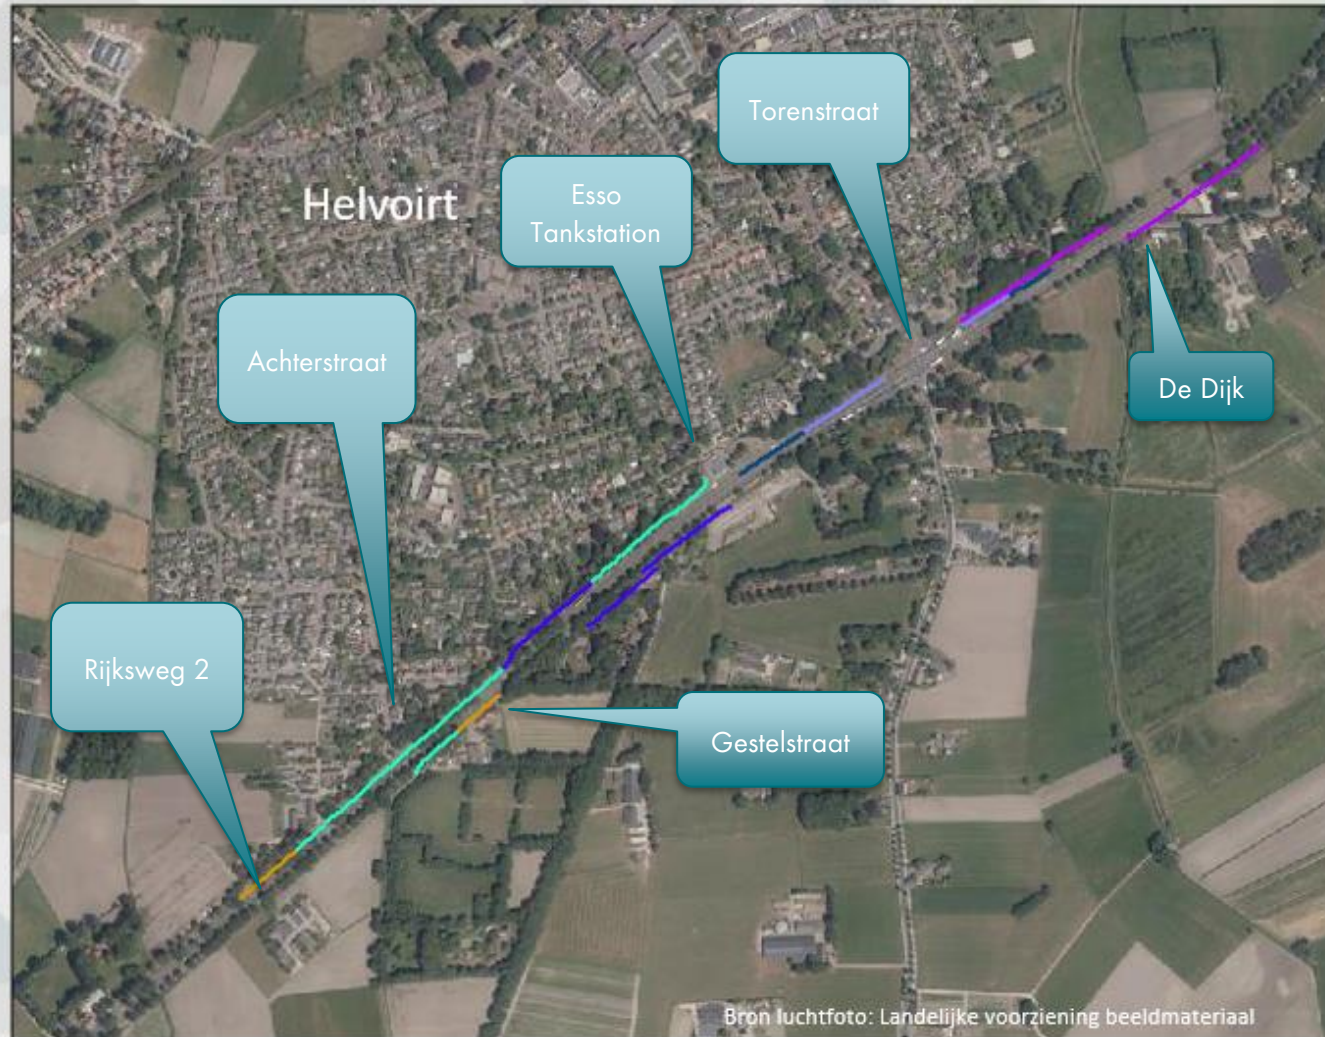 Torenstraat
Helvoirt
Esso
Tankstation
Achterstraat
De Dijk
Rijksweg 2
Gestelstraat
Bron luchtfoto: Landelijke voorziening beeldmateriaal